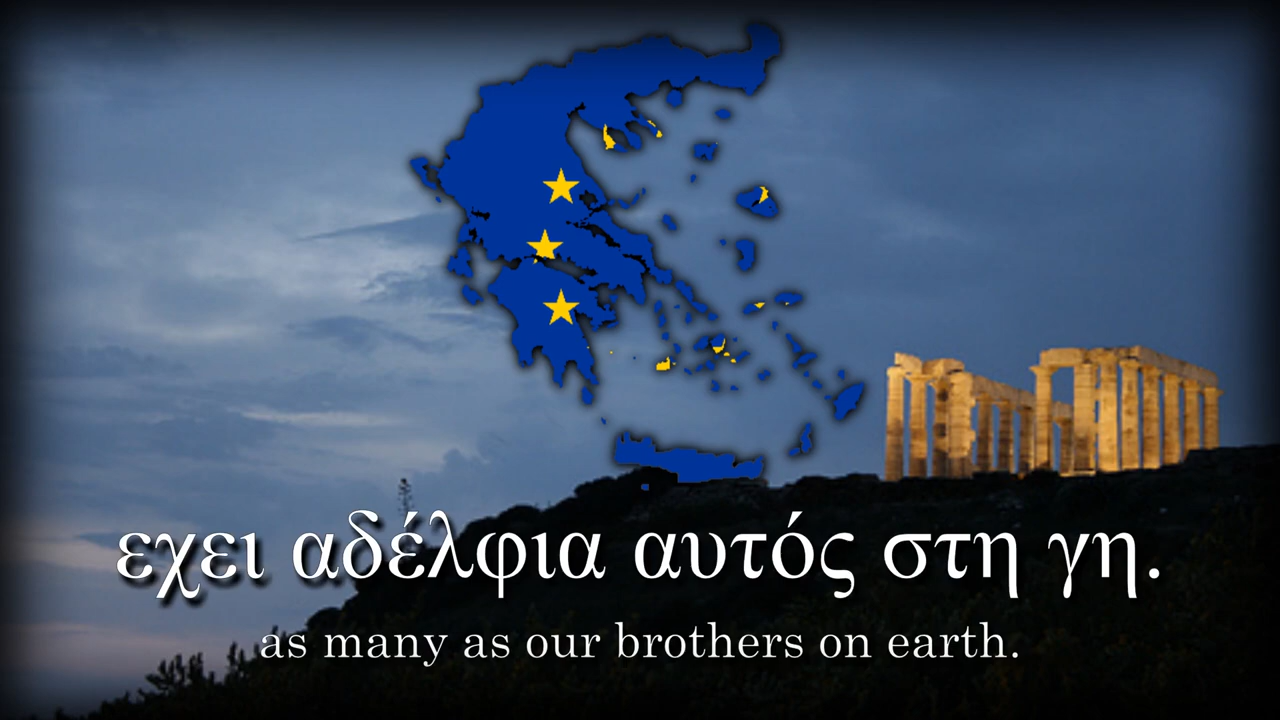 εχει αδέλφια αυτός στη γη.
as many as our brothers on earth.